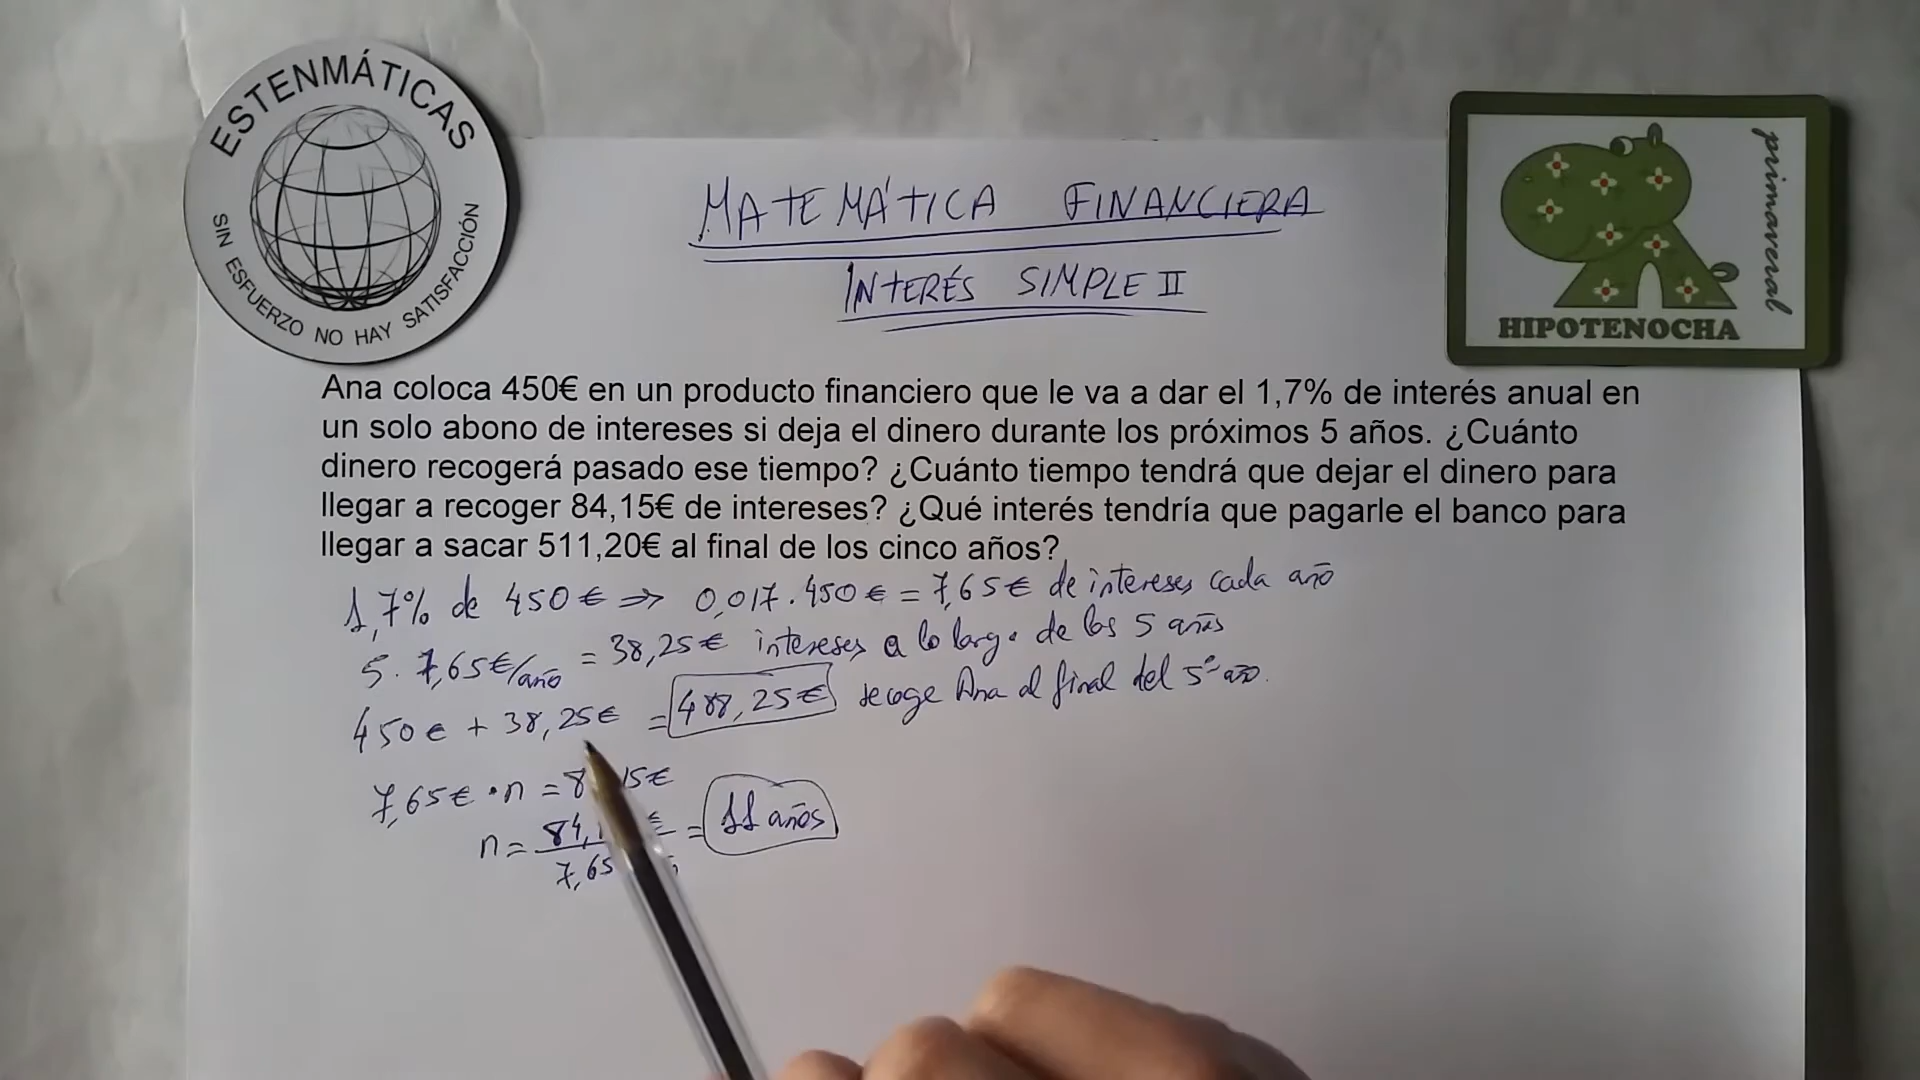 ESTENMÁTICAS
SIN ESFUERZO NO HAY SATISFACCIÓN
primaveral
HIPOTENOCHA
MATEMÁTICA FINANCIERA
INTERÉS SIMPLE II
Ana coloca 450€ en un producto financiero que le va a dar el 1,7% de interés anual en
un solo abono de intereses si deja el dinero durante los próximos 5 años. ¿Cuánto
dinero recogerá pasado ese tiempo? ¿Cuánto tiempo tendrá que dejar el dinero para
llegar a recoger 84,15€ de intereses? ¿Qué interés tendría que pagarle el banco para
llegar a sacar 511,20€ al final de los cinco años?
1,7% de 450€ ⇒ 0,017.450€ = 7,65€ de intereses cada año
5. 7,65€/año = 38,25€ intereses a lo largo de los 5 años
450€ + 38,25€ = 488,25€ recoge Ana al final del 5º año.
7,65€ · n = 8 15€
n = 84,1 € = 11 años
7,65